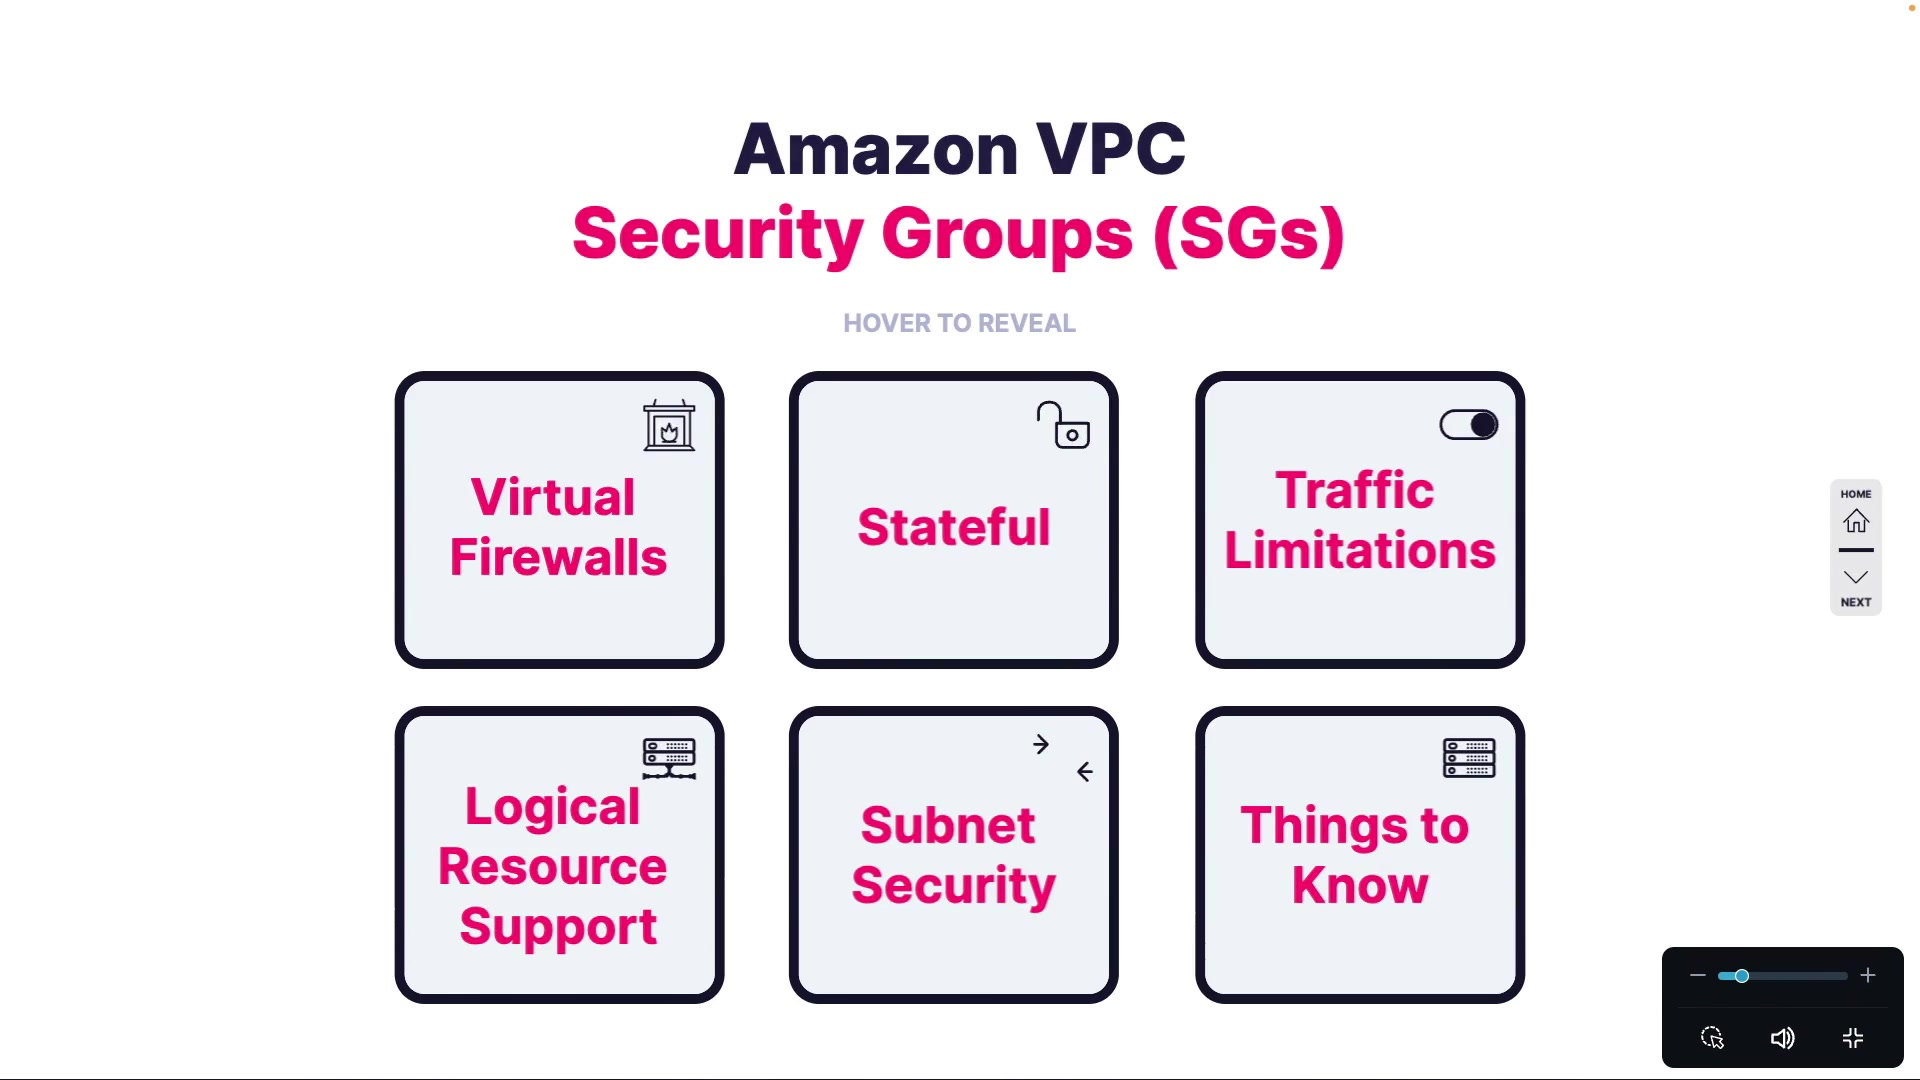 Amazon VPC
Security Groups (SGs)
HOVER TO REVEAL
Virtual
Firewalls
Stateful
Traffic
Limitations
HOME
NEXT
Logical
Resource
Support
Subnet
Security
Things to
Know